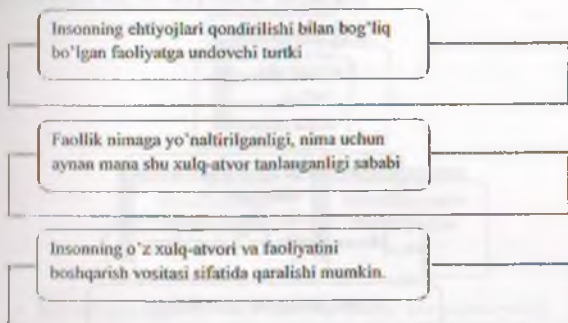 Insonning ehtiyojlari qondirilishi bilan bog‘liq
bo‘lgan faoliyatga undovchi turtki
Faollik nimaga yo‘naltirilganligi, nima uchun
aynan mana shu xulq-atvor tanlanganligi sababi
Insonning o‘z xulq-atvori va faoliyatini
boshqarish vositasi sifatida qaralishi mumkin.